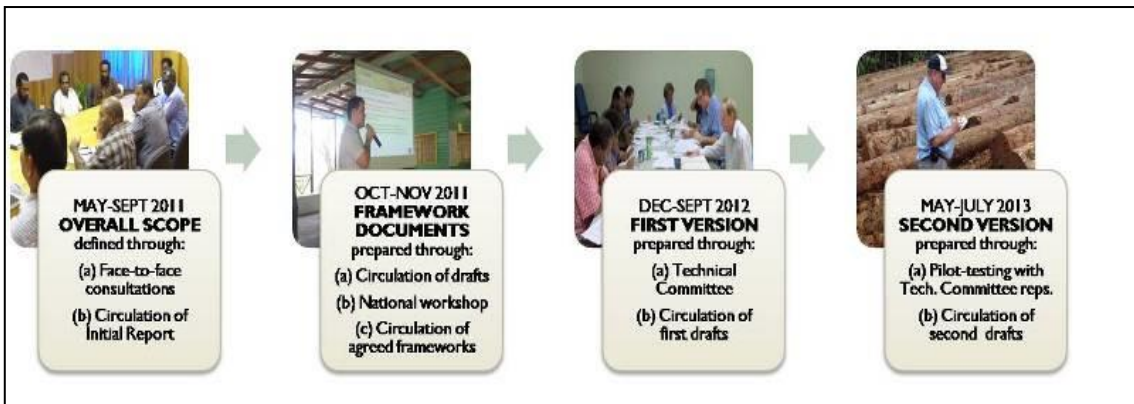 MAY-SEPT 2011
OVERALL SCOPE
defined through:
(a) Face-to-face
consultations
(b) Circulation of
Initial Report
OCT-NOV 2011
FRAMEWORK
DOCUMENTS
prepared through:
(a) Circulation of drafts
(b) National workshop
(c) Circulation of
agreed frameworks
DEC-SEPT 2012
FIRST VERSION
prepared through:
(a) Technical
Committee
(b) Circulation of
first drafts
MAY-JULY 2013
SECOND VERSION
prepared through:
(a) Pilot-testing with
Tech. Committee reps.
(b) Circulation of
second drafts